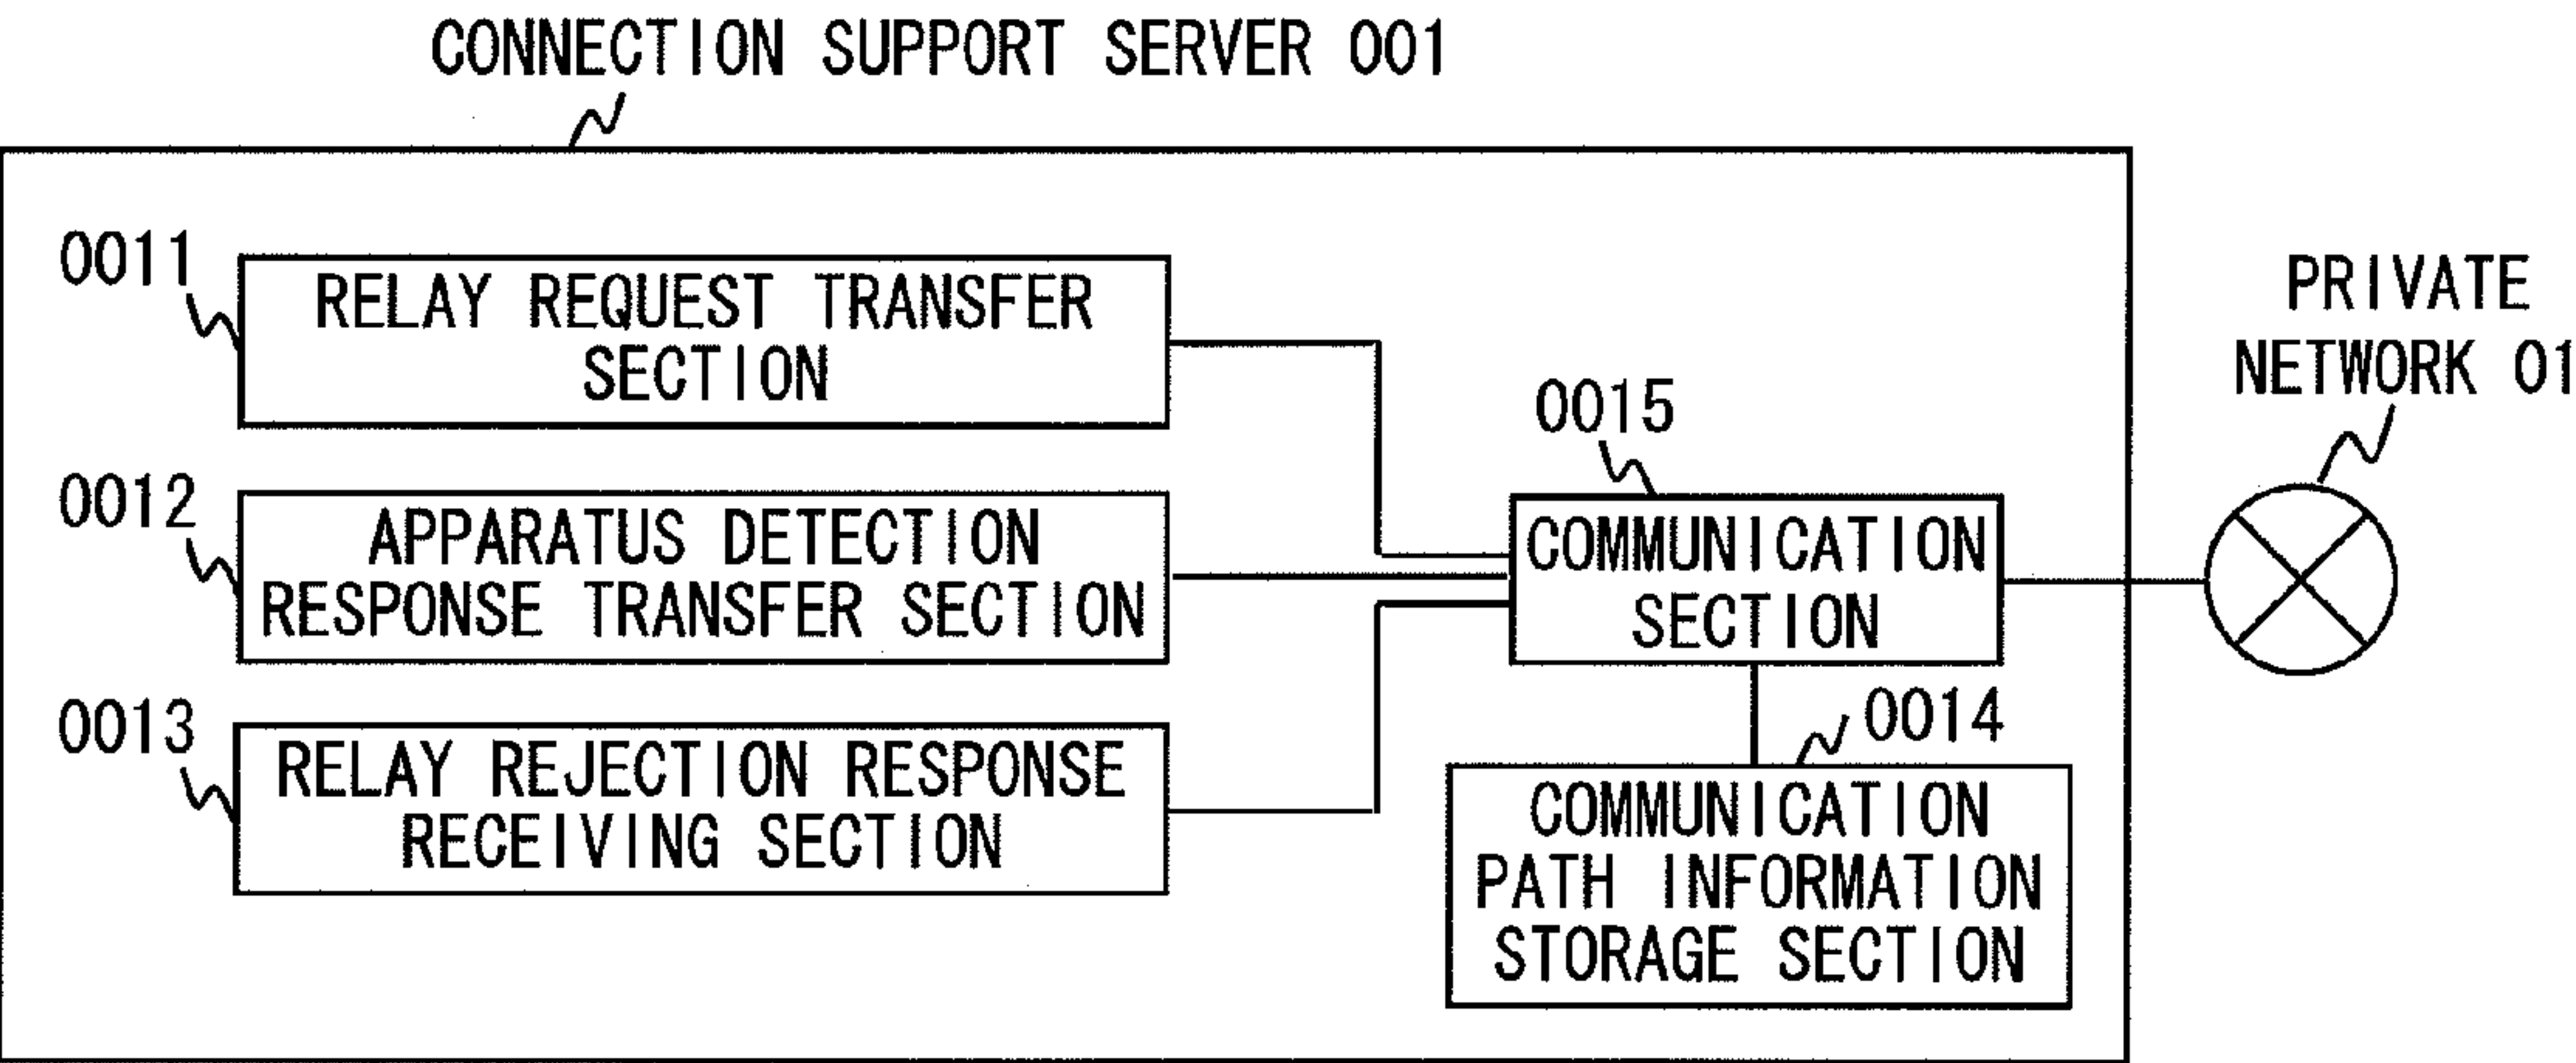 CONNECTION SUPPORT SERVER 001
0011
RELAY REQUEST TRANSFER
SECTION
0012
APPARATUS DETECTION
RESPONSE TRANSFER SECTION
0013
RELAY REJECTION RESPONSE
RECEIVING SECTION
0015
COMMUNICATION
SECTION
0014
COMMUNICATION
PATH INFORMATION
STORAGE SECTION
PRIVATE
NETWORK 01